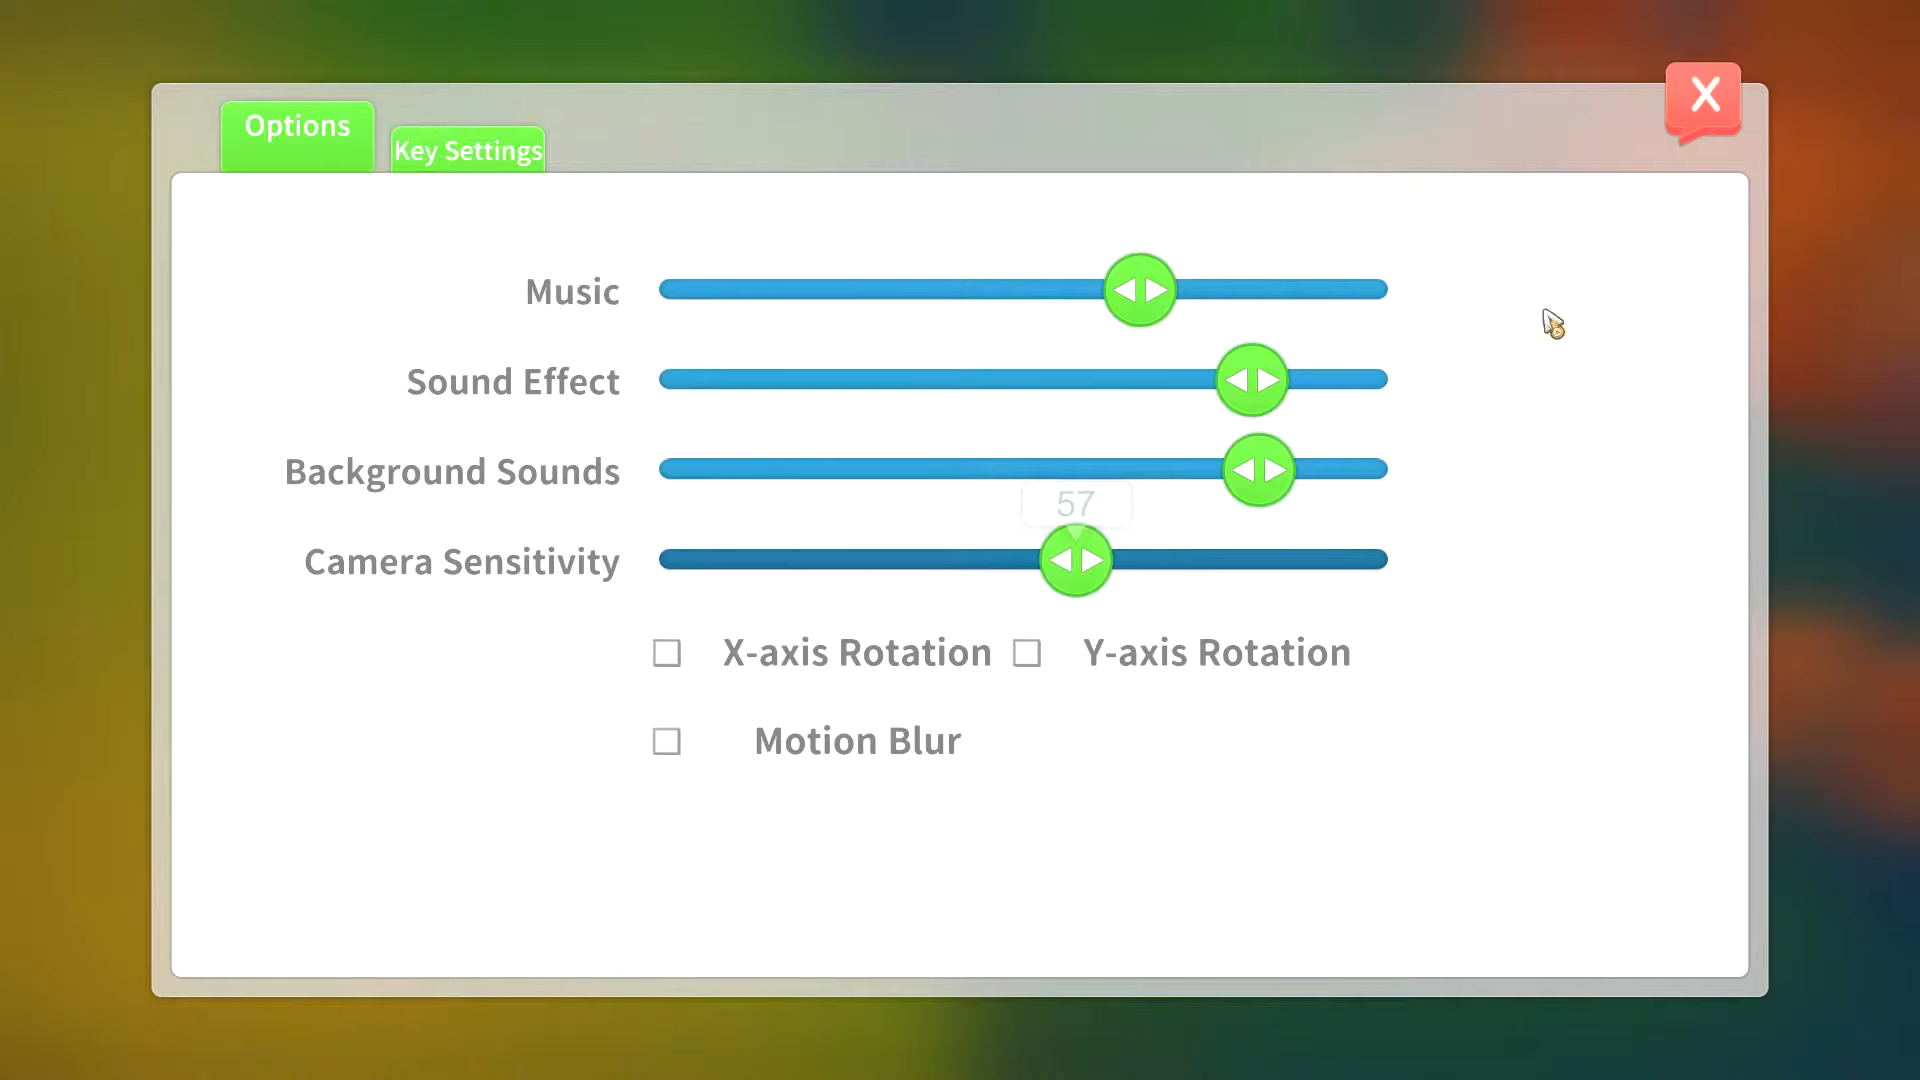 X
Options
Key Settings
Music
Sound Effect
Background Sounds
57
Camera Sensitivity
X-axis Rotation
Y-axis Rotation
Motion Blur